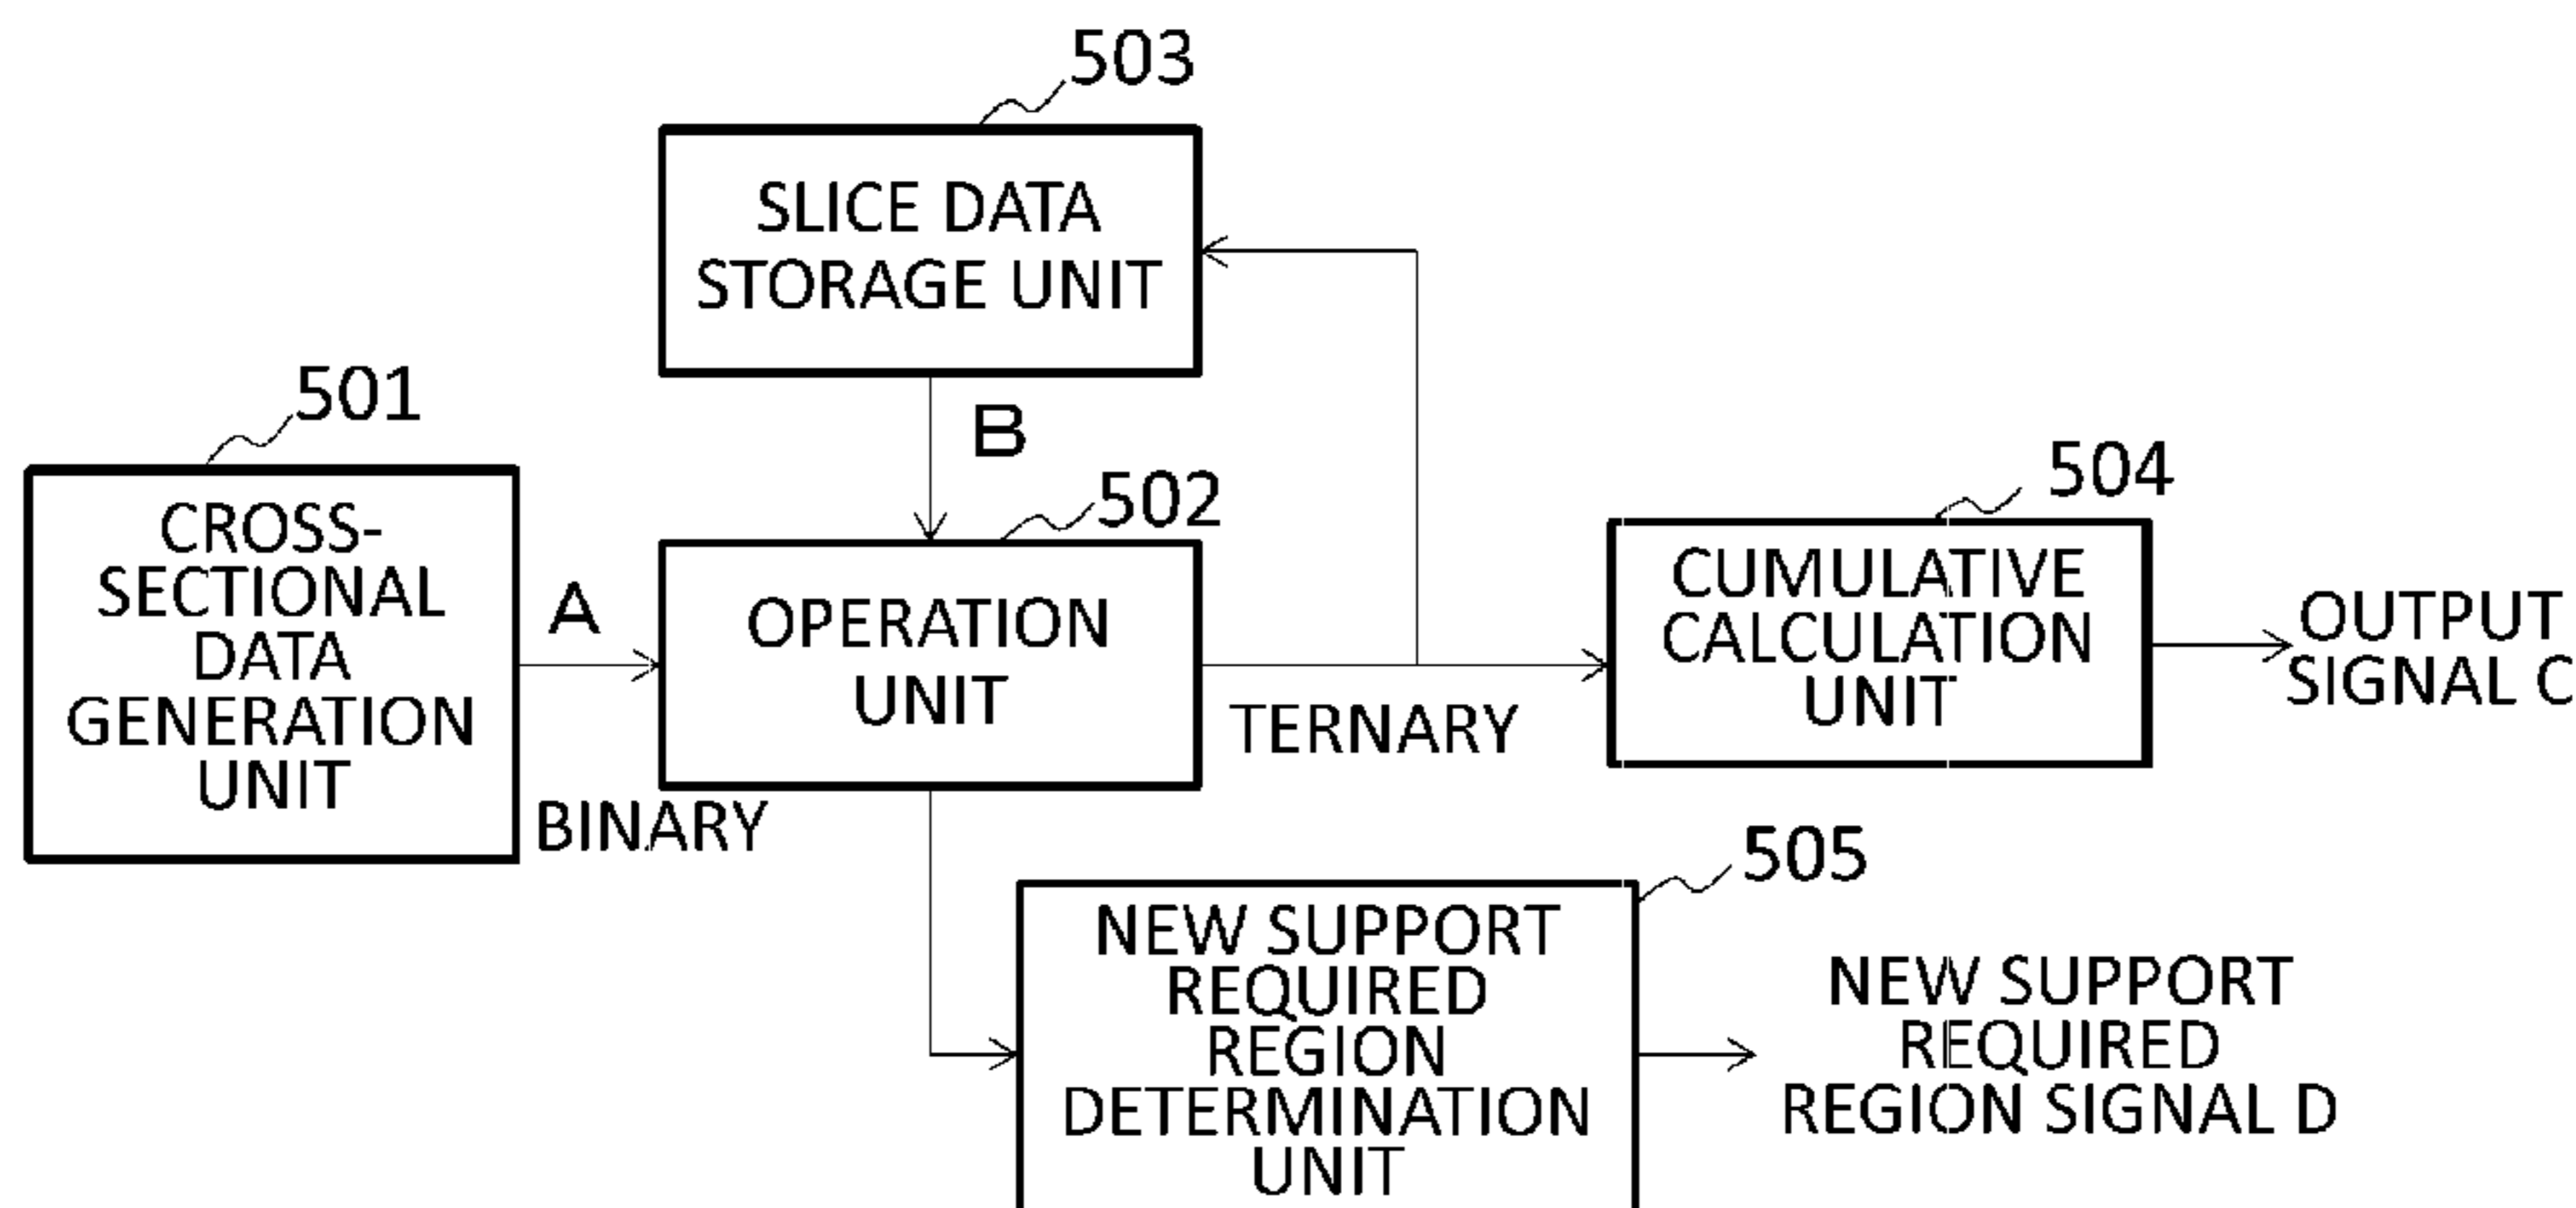 503
SLICE DATA
STORAGE UNIT
501
B
CROSS-
SECTIONAL
DATA
GENERATION
UNIT
A
BINARY
502
OPERATION
UNIT
TERNARY
504
CUMULATIVE
CALCULATION
UNIT
OUTPUT
SIGNAL C
505
NEW SUPPORT
REQUIRED
REGION
DETERMINATION
UNIT
NEW SUPPORT
REQUIRED
REGION SIGNAL D